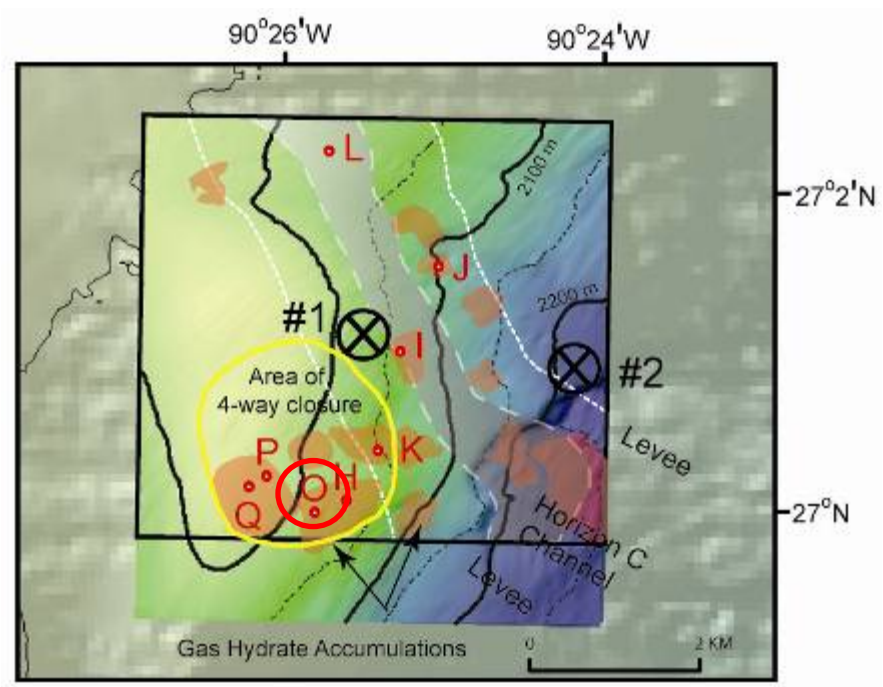 90°26'W
90°24'W
L
2100 m
27°2'N
J
2200 m
#1
I
#2
Area of
4-way closure
Levee
P
K
H
O
Q
27°N
Horizon C
Channel
Levee
Gas Hydrate Accumulations
0
2 KM